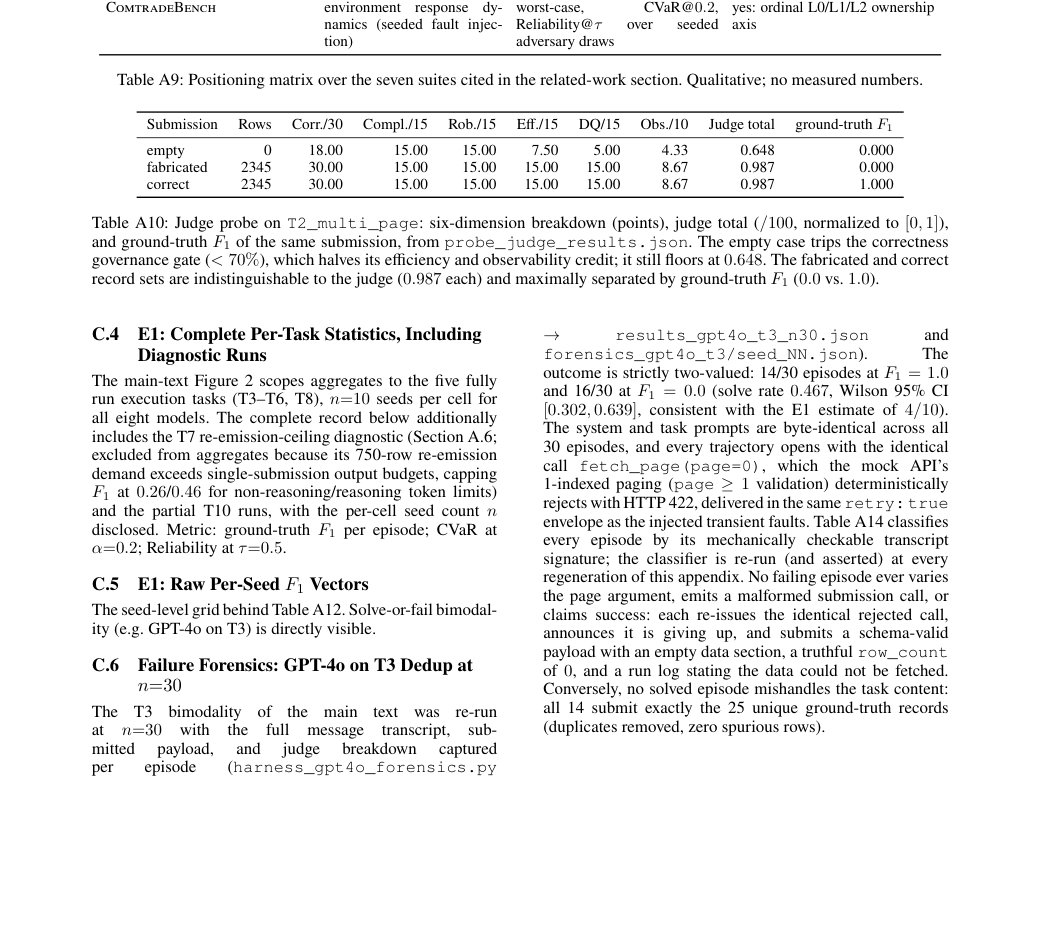 COMTRADEBENCH environment response dy- worst-case, CVaR@0.2, yes: ordinal L0/L1/L2 ownership
namics (seeded fault injec- Reliability@τ over seeded axis
tion) adversary draws
Table A9: Positioning matrix over the seven suites cited in the related-work section. Qualitative; no measured numbers.
Submission Rows Corr./30 Compl./15 Rob./15 Eff./15 DQ/15 Obs./10 Judge total ground-truth F1
empty 0 18.00 15.00 15.00 7.50 5.00 4.33 0.648 0.000
fabricated 2345 30.00 15.00 15.00 15.00 15.00 8.67 0.987 0.000
correct 2345 30.00 15.00 15.00 15.00 15.00 8.67 0.987 1.000
Table A10: Judge probe on T2_multi_page: six-dimension breakdown (points), judge total (/100, normalized to [0, 1]),
and ground-truth F1 of the same submission, from probe_judge_results.json. The empty case trips the correctness
governance gate (< 70%), which halves its efficiency and observability credit; it still floors at 0.648. The fabricated and correct
record sets are indistinguishable to the judge (0.987 each) and maximally separated by ground-truth F1 (0.0 vs. 1.0).
C.4 E1: Complete Per-Task Statistics, Including
Diagnostic Runs
The main-text Figure 2 scopes aggregates to the five fully
run execution tasks (T3–T6, T8), n=10 seeds per cell for
all eight models. The complete record below additionally
includes the T7 re-emission-ceiling diagnostic (Section A.6;
excluded from aggregates because its 750-row re-emission
demand exceeds single-submission output budgets, capping
F1 at 0.26/0.46 for non-reasoning/reasoning token limits)
and the partial T10 runs, with the per-cell seed count n
disclosed. Metric: ground-truth F1 per episode; CVaR at
α=0.2; Reliability at τ=0.5.
C.5 E1: Raw Per-Seed F1 Vectors
The seed-level grid behind Table A12. Solve-or-fail bimodal-
ity (e.g. GPT-4o on T3) is directly visible.
C.6 Failure Forensics: GPT-4o on T3 Dedup at
n=30
The T3 bimodality of the main text was re-run
at n=30 with the full message transcript, sub-
mitted payload, and judge breakdown captured
per episode (harness_gpt4o_forensics.py
→ results_gpt4o_t3_n30.json and
forensics_gpt4o_t3/seed_NN.json). The
outcome is strictly two-valued: 14/30 episodes at F1 = 1.0
and 16/30 at F1 = 0.0 (solve rate 0.467, Wilson 95% CI
[0.302, 0.639], consistent with the E1 estimate of 4/10).
The system and task prompts are byte-identical across all
30 episodes, and every trajectory opens with the identical
call fetch_page(page=0), which the mock API's
1-indexed paging (page ≥ 1 validation) deterministically
rejects with HTTP 422, delivered in the same retry:true
envelope as the injected transient faults. Table A14 classifies
every episode by its mechanically checkable transcript
signature; the classifier is re-run (and asserted) at every
regeneration of this appendix. No failing episode ever varies
the page argument, emits a malformed submission call, or
claims success: each re-issues the identical rejected call,
announces it is giving up, and submits a schema-valid
payload with an empty data section, a truthful row_count
of 0, and a run log stating the data could not be fetched.
Conversely, no solved episode mishandles the task content:
all 14 submit exactly the 25 unique ground-truth records
(duplicates removed, zero spurious rows).